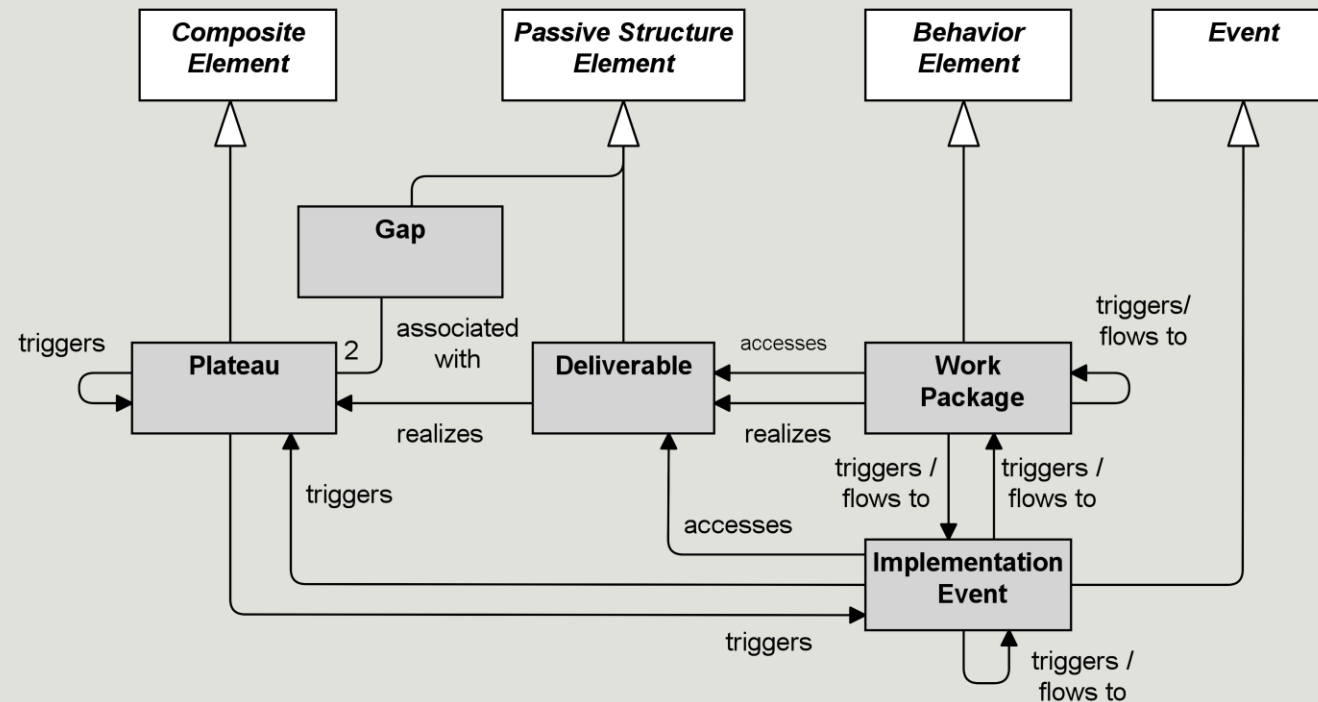 Composite
Element
Passive Structure
Element
Behavior
Element
Event
Gap
triggers
Plateau
2
associated
with
Deliverable
accesses
Work
Package
triggers/
flows to
realizes
realizes
triggers /
flows to
triggers /
flows to
triggers
accesses
Implementation
Event
triggers
triggers /
flows to